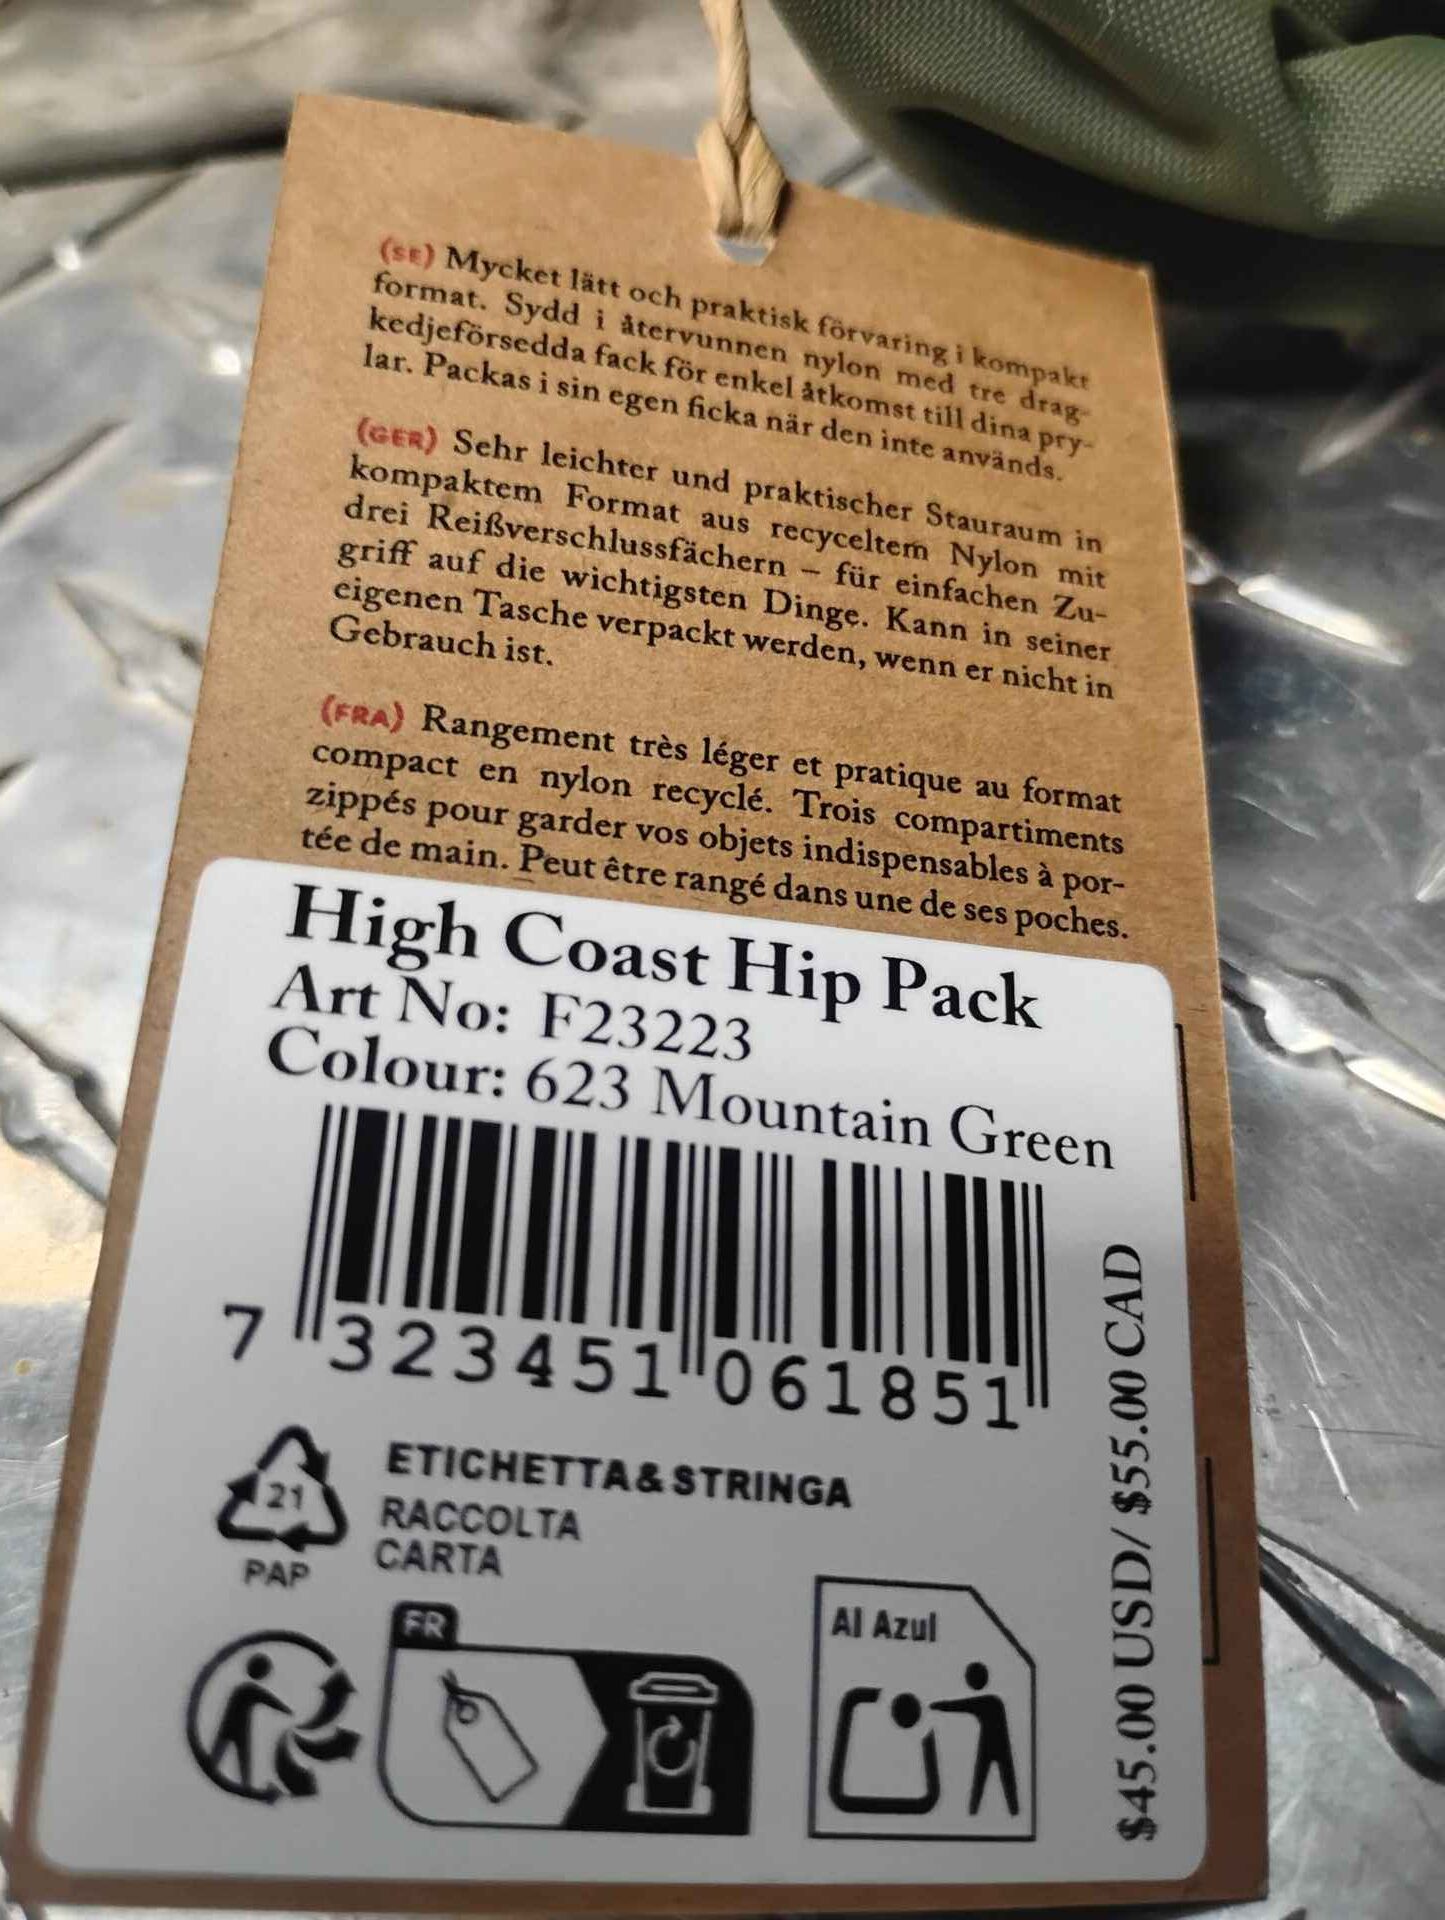 (SE) Mycket lätt och praktisk förvaring i kompakt
format. Sydd i återvunnen nylon med tre drag-
kedjeförsedda fack för enkel åtkomst till dina pry-
lar. Packas i sin egen ficka när den inte används.
(GER) Sehr leichter und praktischer Stauraum in
kompaktem Format aus recyceltem Nylon mit
drei Reißverschlussfächern – für einfachen Zu-
griff auf die wichtigsten Dinge. Kann in seiner
eigenen Tasche verpackt werden, wenn er nicht in
Gebrauch ist.
(FRA) Rangement très léger et pratique au format
compact en nylon recyclé. Trois compartiments
zippés pour garder vos objets indispensables à por-
tée de main. Peut être rangé dans une de ses poches.
High Coast Hip Pack
Art No: F23223
Colour: 623 Mountain Green
7 323451 061851
$45.00 USD/ $55.00 CAD
21
PAP
ETICHETTA&STRINGA
RACCOLTA
CARTA
FR
Al Azul